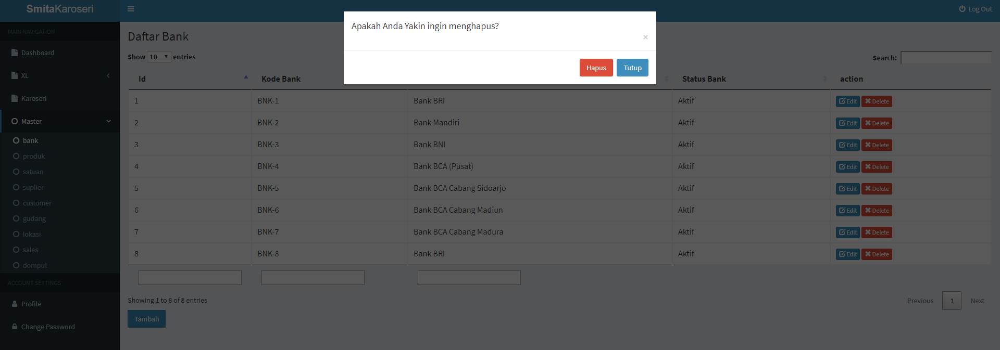 SmitaKaroseri
Log Out
Apakah Anda Yakin ingin menghapus?
×
Hapus Tutup
MAIN NAVIGATION
Dashboard
XL
Karoseri
Master
bank
produk
satuan
suplier
customer
gudang
lokasi
sales
dompul
ACCOUNT SETTINGS
Profile
Change Password
Daftar Bank
Show 10 entries
Search:
Id Kode Bank Status Bank action
1 BNK-1 Bank BRI Aktif Edit Delete
2 BNK-2 Bank Mandiri Aktif Edit Delete
3 BNK-3 Bank BNI Aktif Edit Delete
4 BNK-4 Bank BCA (Pusat) Aktif Edit Delete
5 BNK-5 Bank BCA Cabang Sidoarjo Aktif Edit Delete
6 BNK-6 Bank BCA Cabang Madiun Aktif Edit Delete
7 BNK-7 Bank BCA Cabang Madura Aktif Edit Delete
8 BNK-8 Bank BRI Aktif Edit Delete
Showing 1 to 8 of 8 entries
Previous 1 Next
Tambah